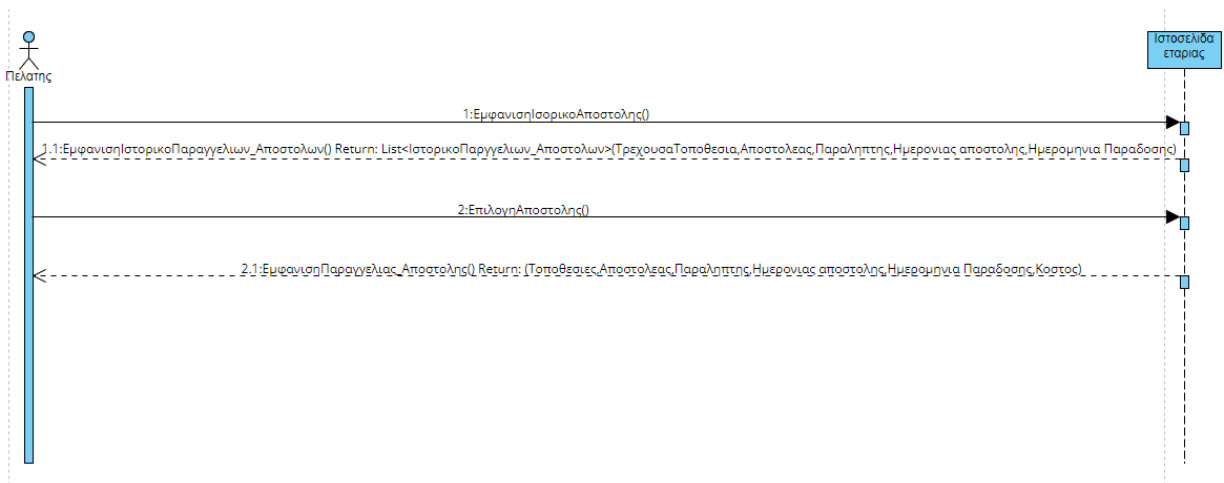 Πελατης
Ιστοσελιδα
εταριας
1:ΕμφανισηΙσορικοΑποστολης()
1.1:ΕμφανισηΙστορικοΠαραγγελιων_Αποστολων() Return: List<ΙστορικοΠαργγελιων_Αποστολων>(ΤρεχουσαΤοποθεσια,Αποστολεας,Παραληπτης,Ημερονιας αποστολης,Ημερομηνια Παραδοσης)
2:ΕπιλογηΑποστολης()
2.1:ΕμφανισηΠαραγγελιας_Αποστολης() Return: (Τοποθεσιες,Αποστολεας,Παραληπτης,Ημερονιας αποστολης,Ημερομηνια Παραδοσης,Κοστος)